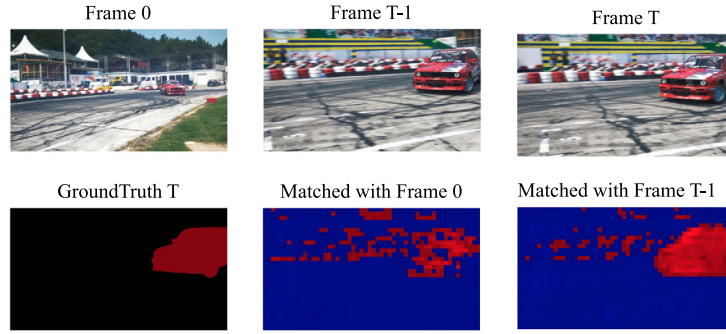 Frame 0
Frame T-1
Frame T
GroundTruth T
Matched with Frame 0
Matched with Frame T-1